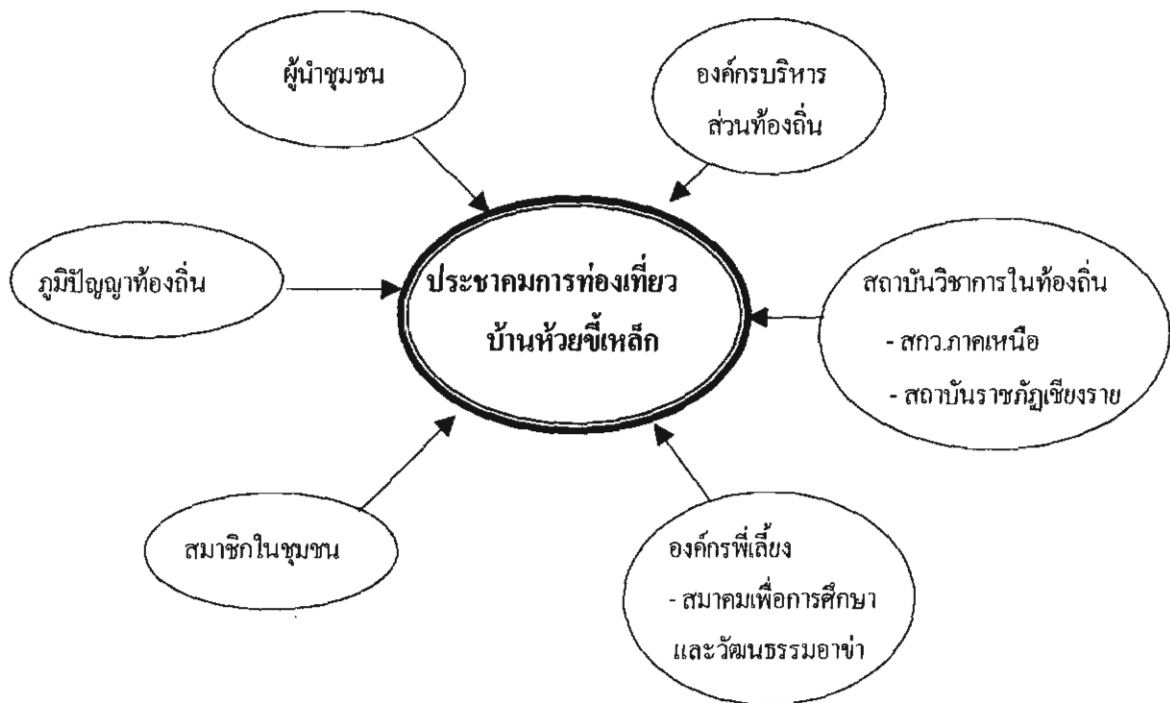 ผู้นำชุมชน
องค์กรบริหาร
ส่วนท้องถิ่น
ภูมิปัญญาท้องถิ่น
ประชาคมการท่องเที่ยว
บ้านห้วยขี้เหล็ก
สถาบันวิชาการในท้องถิ่น
- สกว.ภาคเหนือ
- สถาบันราชภัฏเชียงราย
สมาชิกในชุมชน
องค์กรพี่เลี้ยง
- สมาคมเพื่อการศึกษา
และวัฒนธรรมอาข่า